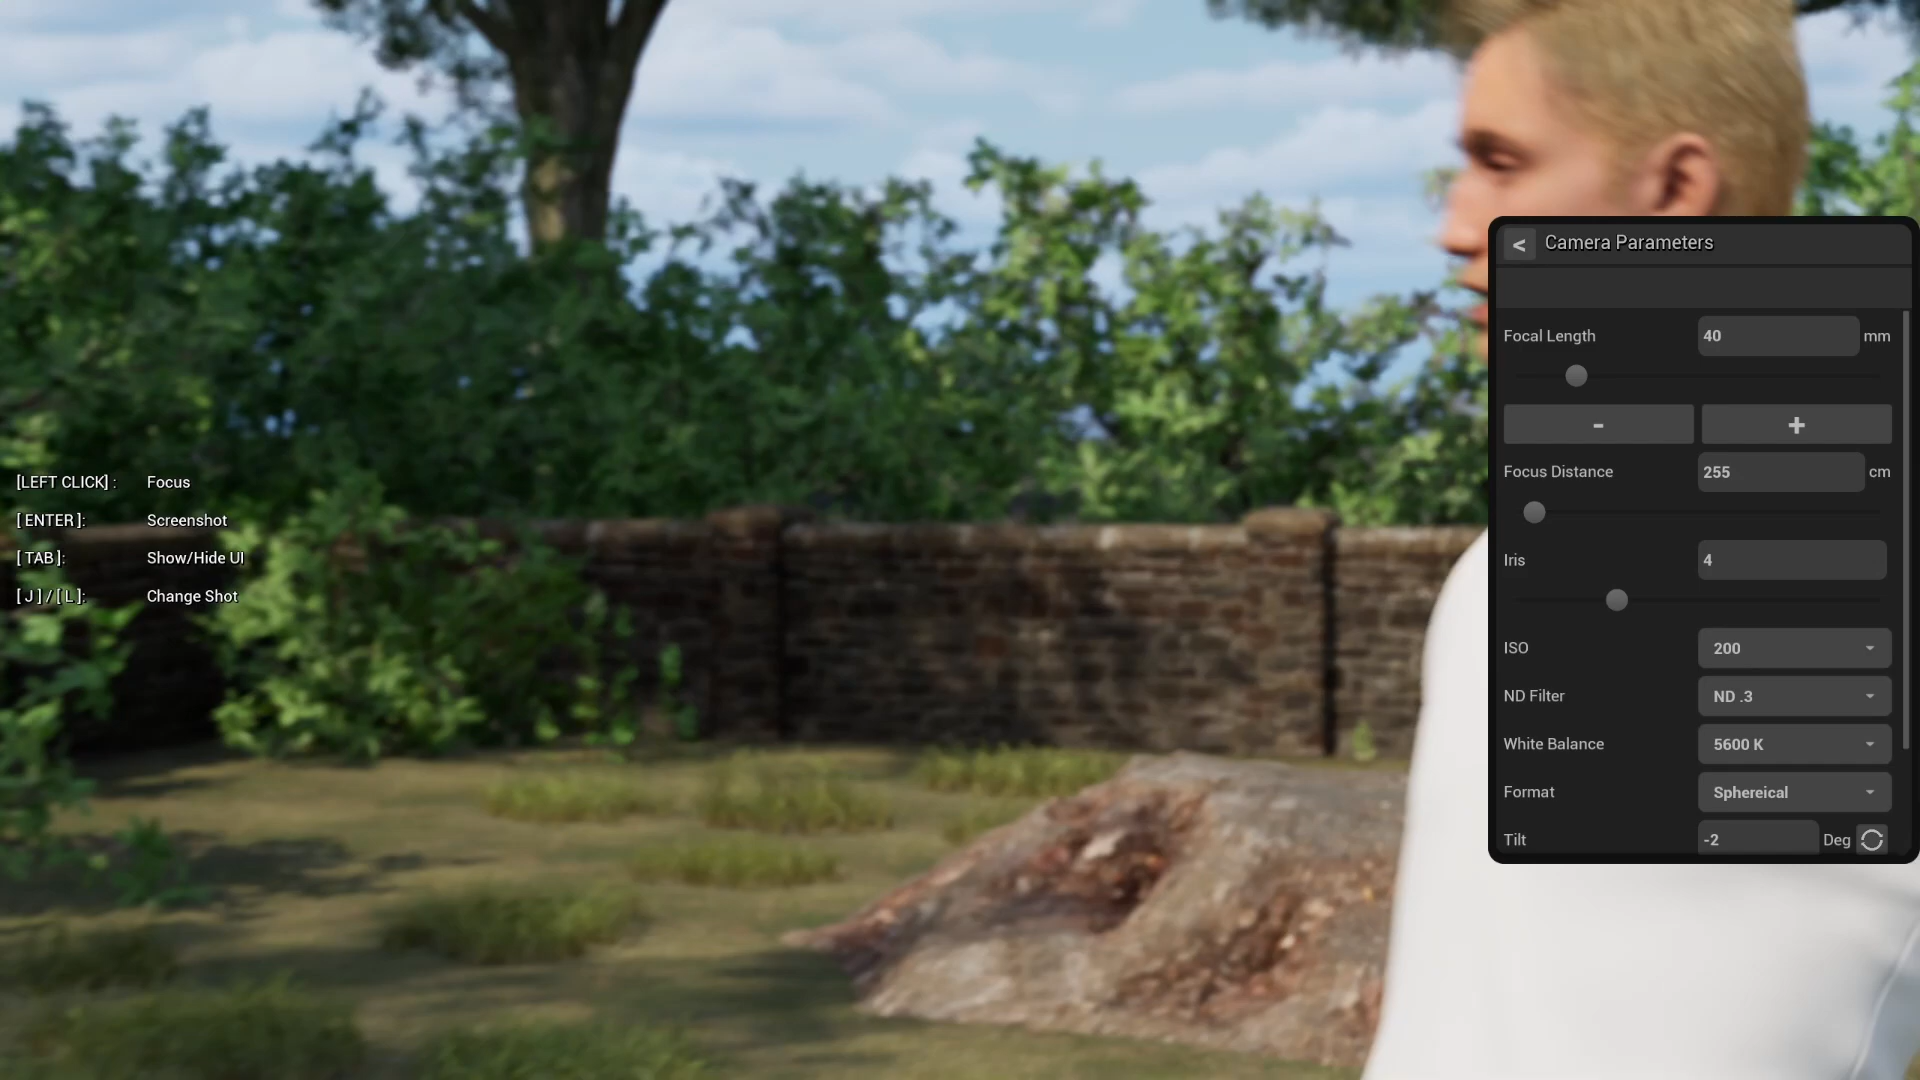 < Camera Parameters
Focal Length 40 mm
- +
Focus Distance 255 cm
Iris 4
ISO 200
ND Filter ND .3
White Balance 5600 K
Format Sphereical
Tilt -2 Deg
[LEFT CLICK] : Focus
[ ENTER ]: Screenshot
[ TAB ]: Show/Hide UI
[ J ] / [ L ]: Change Shot